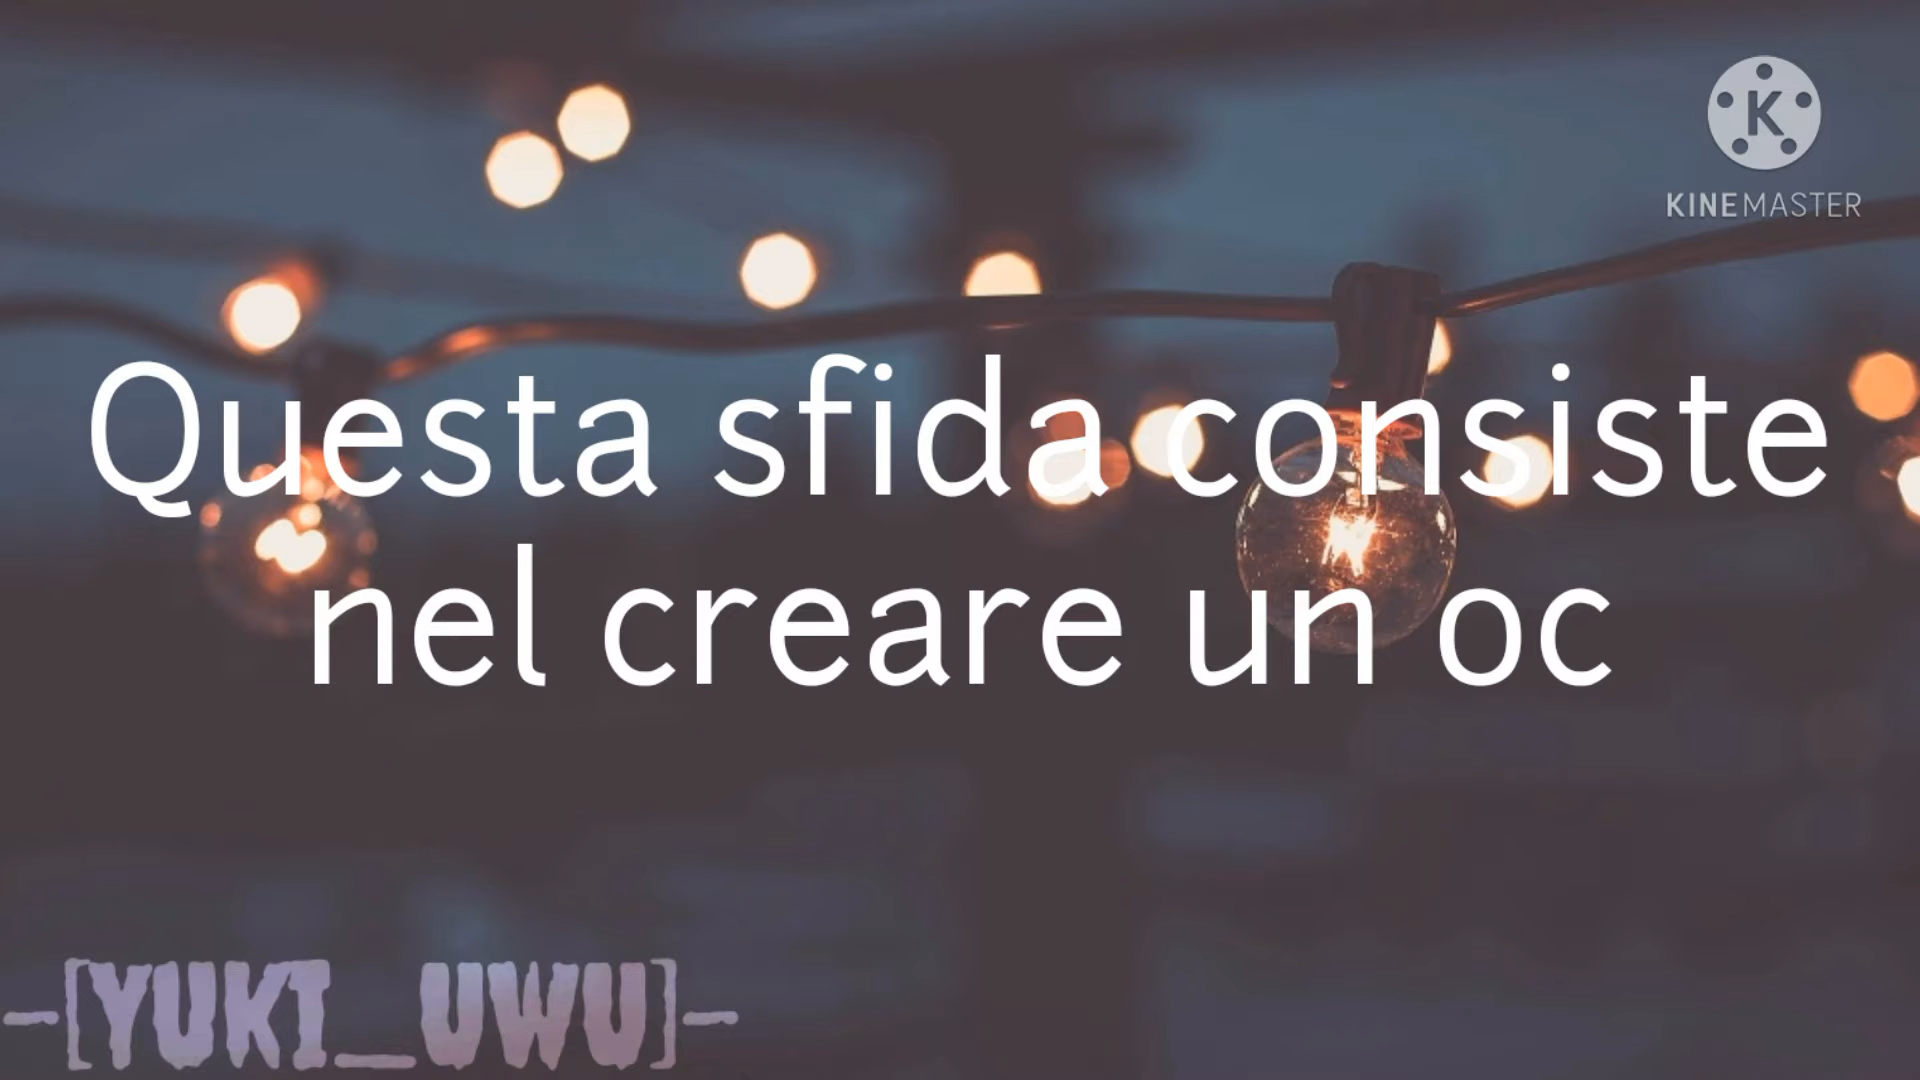 KINEMASTER
Questa sfida consiste
nel creare un oc
-[YUKI_UWU]-